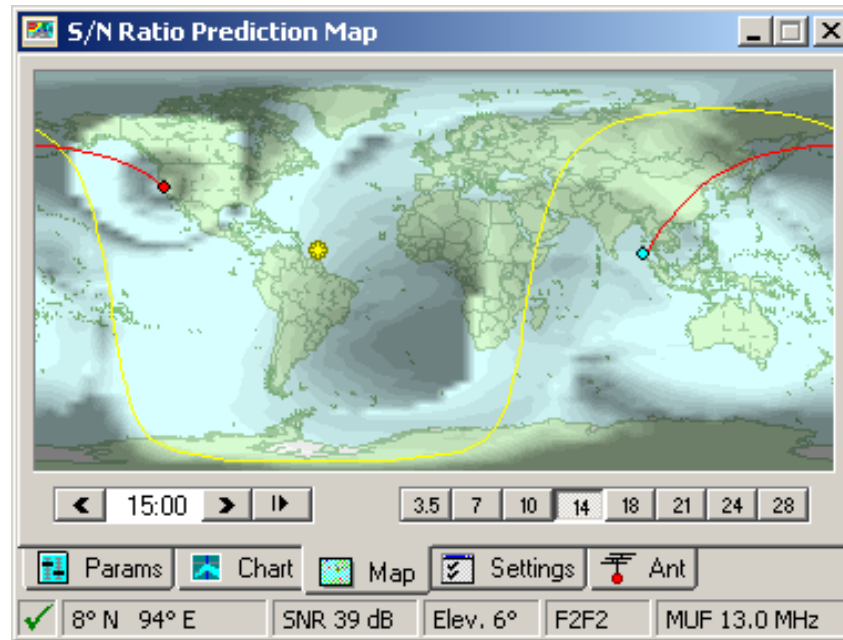 S/N Ratio Prediction Map
15:00
3.5 7 10 14 18 21 24 28
Params Chart Map Settings Ant
8° N 94° E SNR 39 dB Elev. 6° F2F2 MUF 13.0 MHz